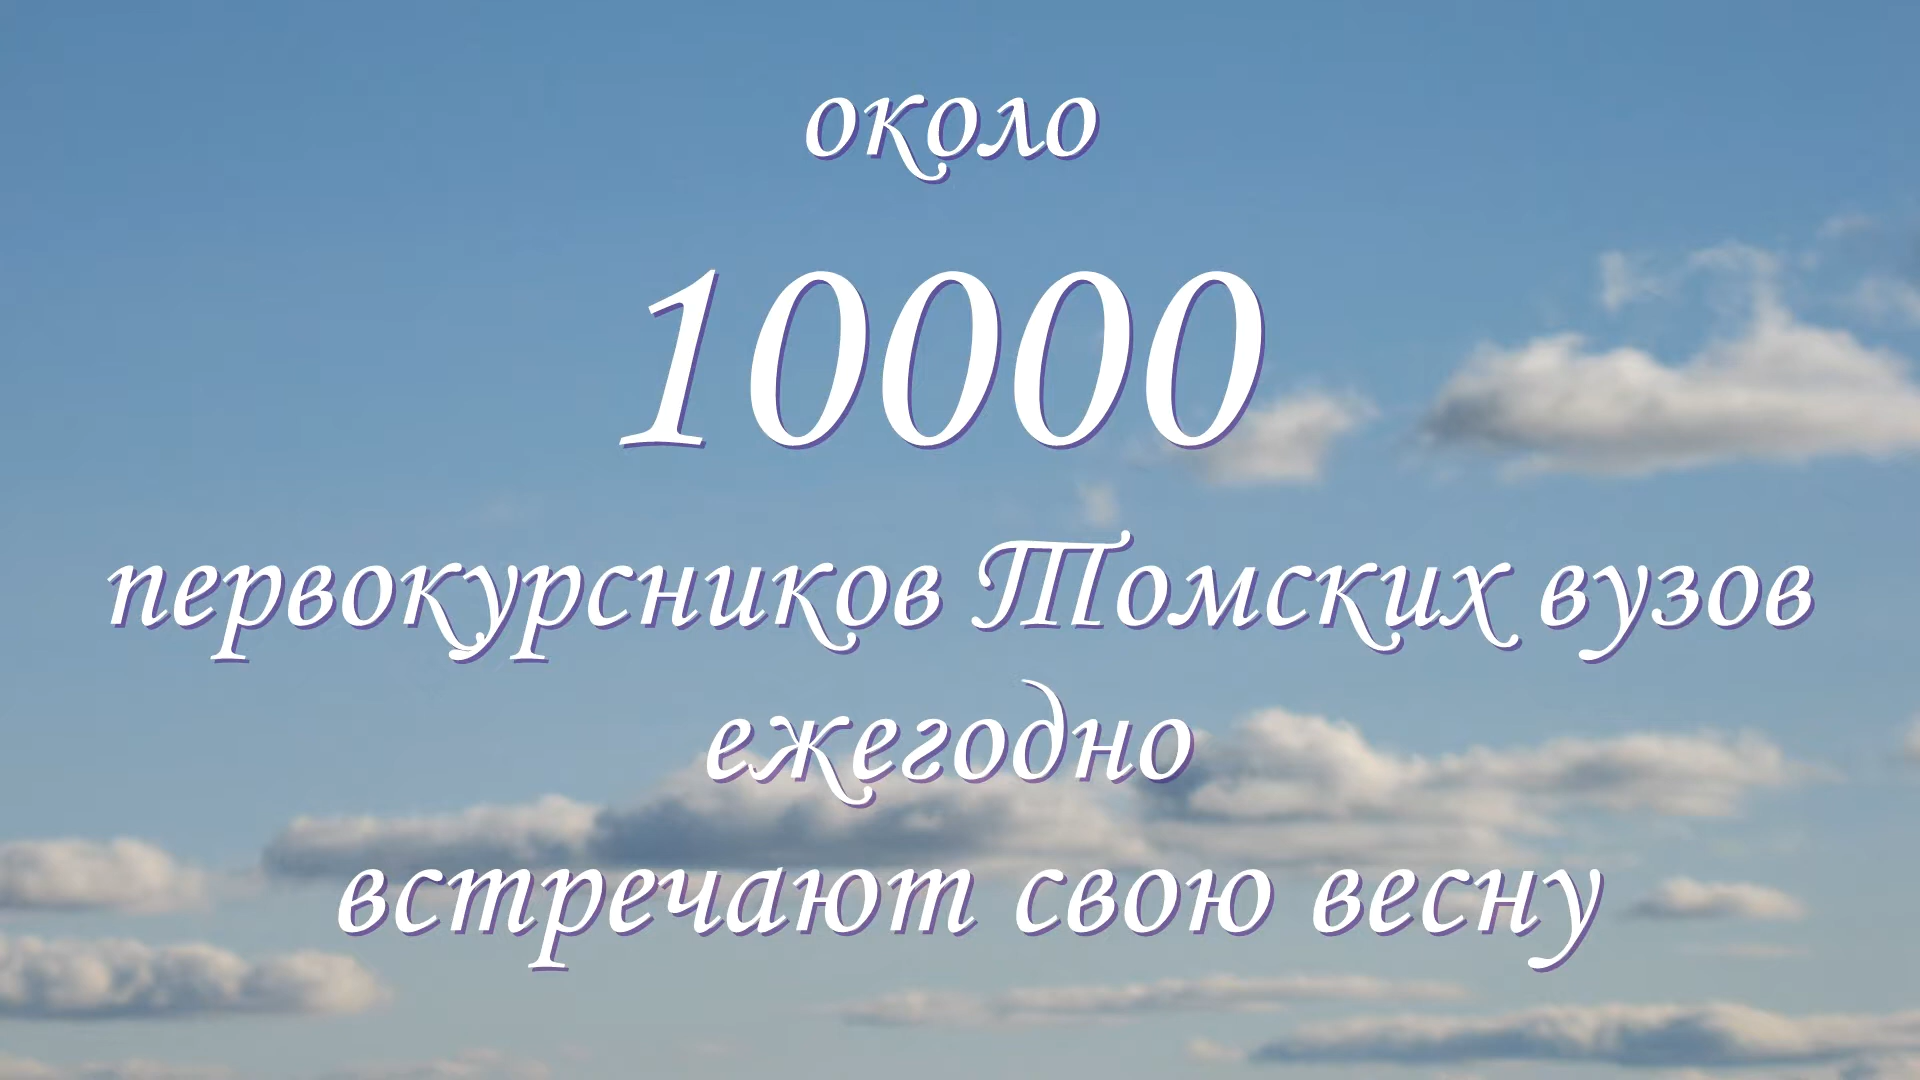 около
10000
первокурсников Томских вузов
ежегодно
встречают свою весну